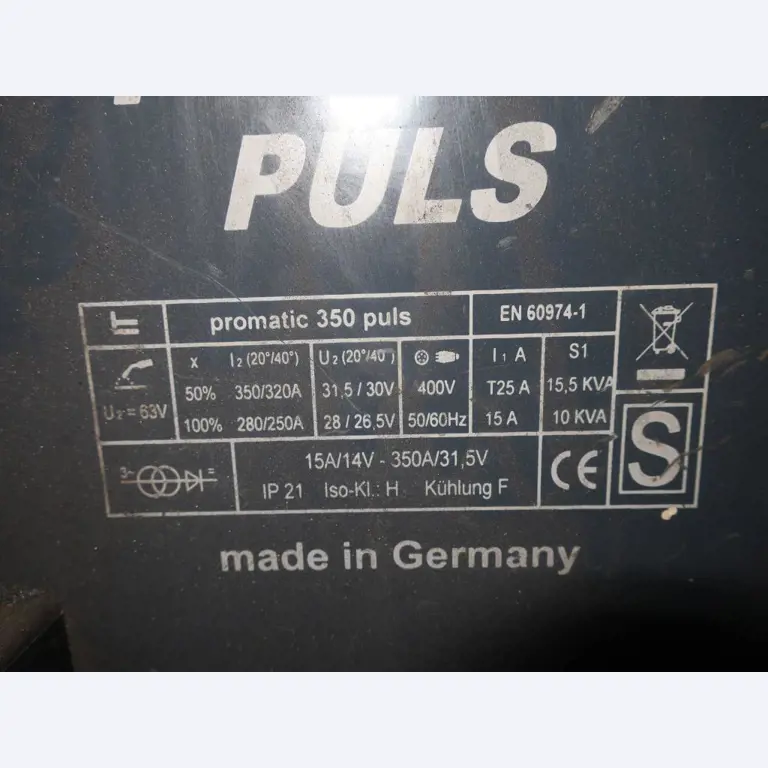 PULS
promatic 350 puls EN 60974-1
X I₂ (20°/40°) U₂ (20°/40°) I₁ A S1
50% 350/320A 31,5 / 30V 400V T25 A 15,5 KVA
U₂ = 63V 100% 280/250A 28 / 26,5V 50/60Hz 15 A 10 KVA
S
3~ = 15A/14V - 350A/31,5V CE
IP 21 Iso-Kl.: H Kühlung F
made in Germany